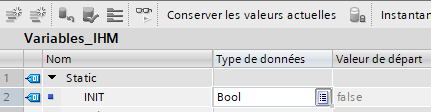 Conserver les valeurs actuelles Instantan
Variables_IHM
Nom Type de données Valeur de départ
1 Static
2 INIT Bool false